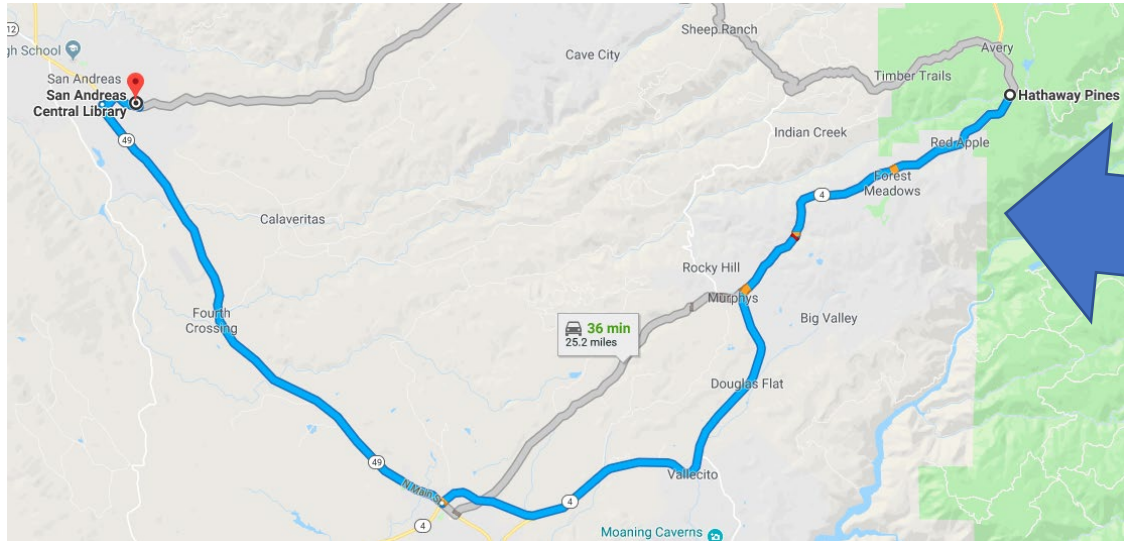 12
gh School
San Andreas
San Andreas
Central Library
49
Calaveritas
Fourth
Crossing
49
N Main S
4
Sheep Ranch
Cave City
Avery
Timber Trails
Hathaway Pines
Indian Creek
Red Apple
Forest
Meadows
4
Rocky Hill
Murphys
Big Valley
36 min
25.2 miles
Douglas Flat
Vallecito
4
Moaning Caverns